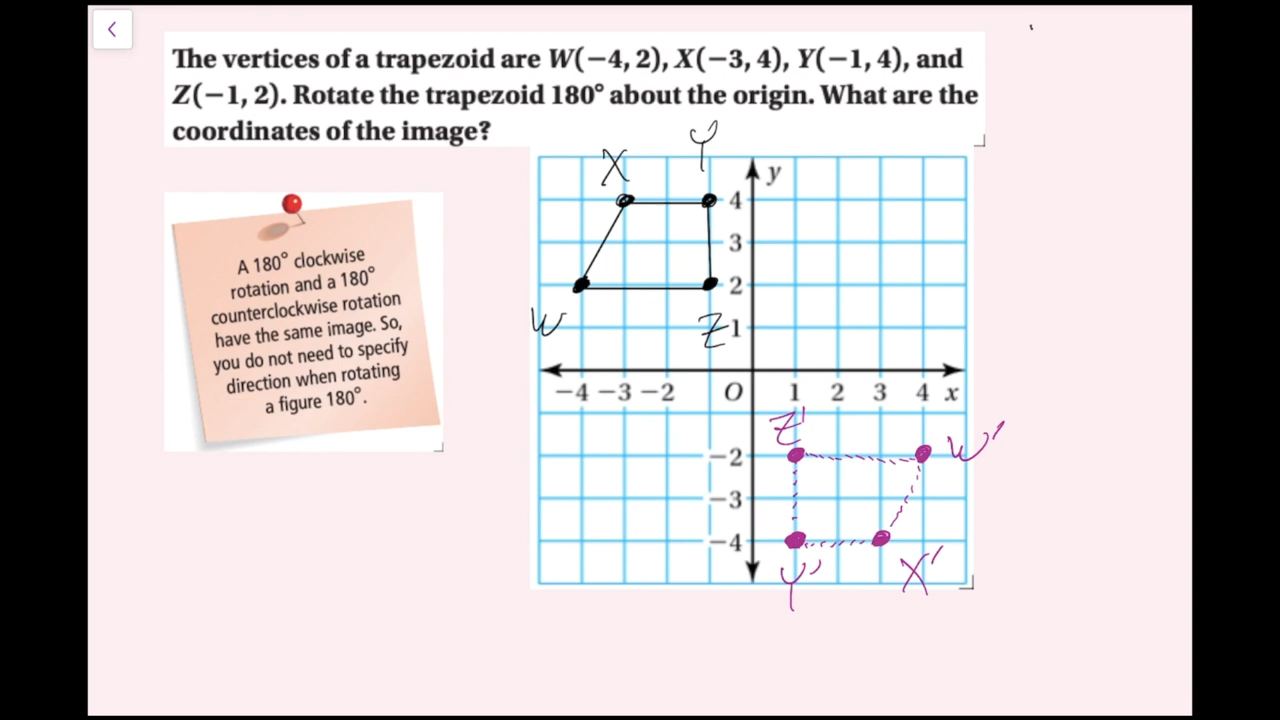 The vertices of a trapezoid are W(−4, 2), X(−3, 4), Y(−1, 4), and
Z(−1, 2). Rotate the trapezoid 180° about the origin. What are the
coordinates of the image?
A 180° clockwise
rotation and a 180°
counterclockwise rotation
have the same image. So,
you do not need to specify
direction when rotating
a figure 180°.
X Y
y
4
3
2
W Z 1
−4 −3 −2 O 1 2 3 4 x
Z'
−2 W'
−3
−4
Y' X'